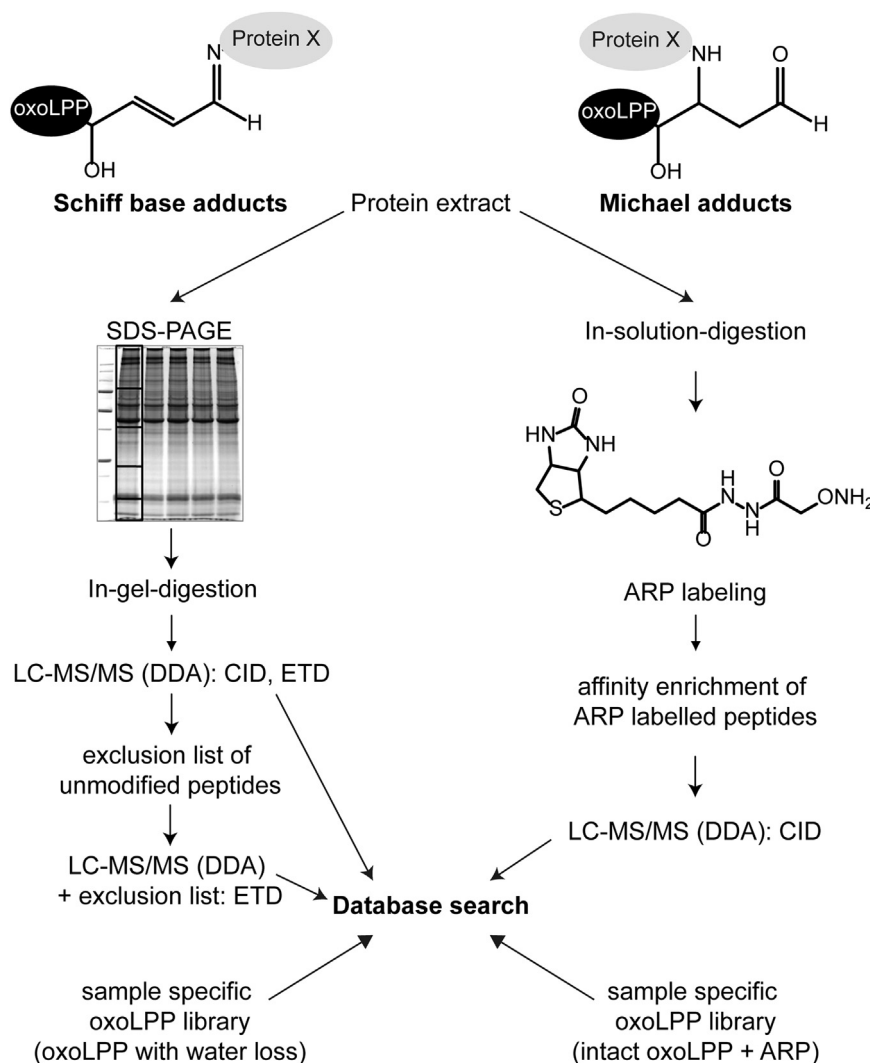 Protein X
N
oxoLPP
H
OH
Schiff base adducts
Protein X
NH
O
oxoLPP
H
OH
Michael adducts
Protein extract
SDS-PAGE
In-gel-digestion
LC-MS/MS (DDA): CID, ETD
exclusion list of
unmodified peptides
LC-MS/MS (DDA)
+ exclusion list: ETD
In-solution-digestion
O
HN
NH
S
O
H
N
N
H
O
ONH2
ARP labeling
affinity enrichment of
ARP labelled peptides
LC-MS/MS (DDA): CID
Database search
sample specific
oxoLPP library
(oxoLPP with water loss)
sample specific
oxoLPP library
(intact oxoLPP + ARP)